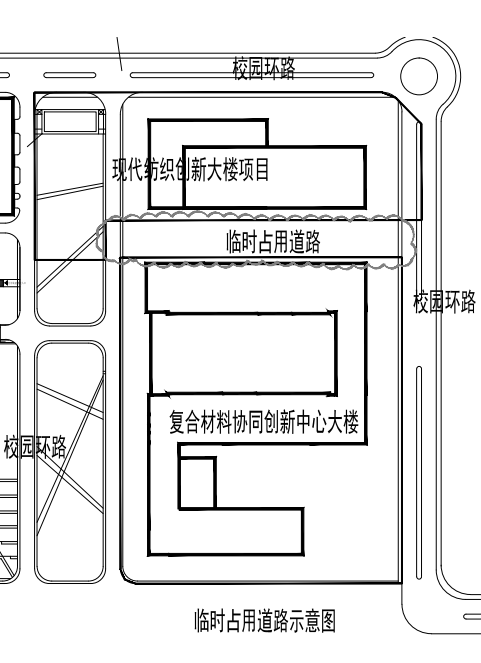 校园环路
现代纺织创新大楼项目
临时占用道路
校园环路
复合材料协同创新中心大楼
校园环路
临时占用道路示意图